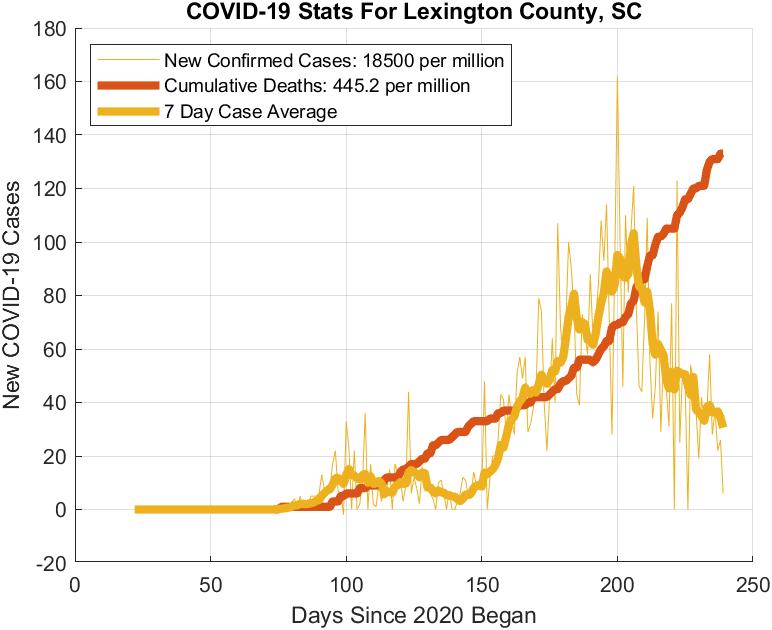 COVID-19 Stats For Lexington County, SC
180
160
140
120
100
80
60
40
20
0
-20
New COVID-19 Cases
New Confirmed Cases: 18500 per million
Cumulative Deaths: 445.2 per million
7 Day Case Average
0 50 100 150 200 250
Days Since 2020 Began